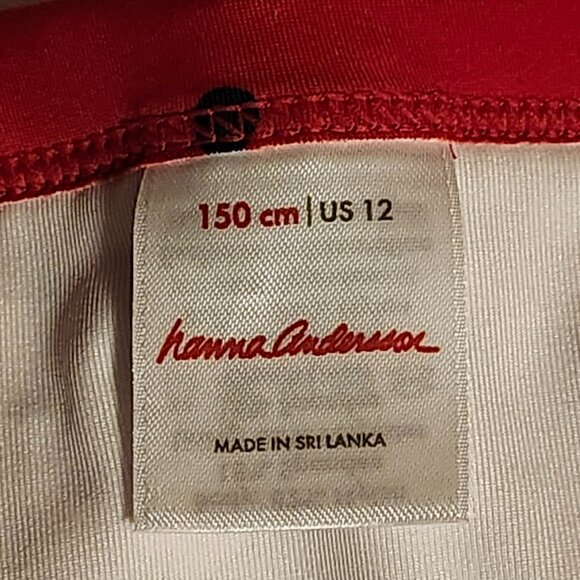 150 cm | US 12
hanna Andersson
MADE IN SRI LANKA